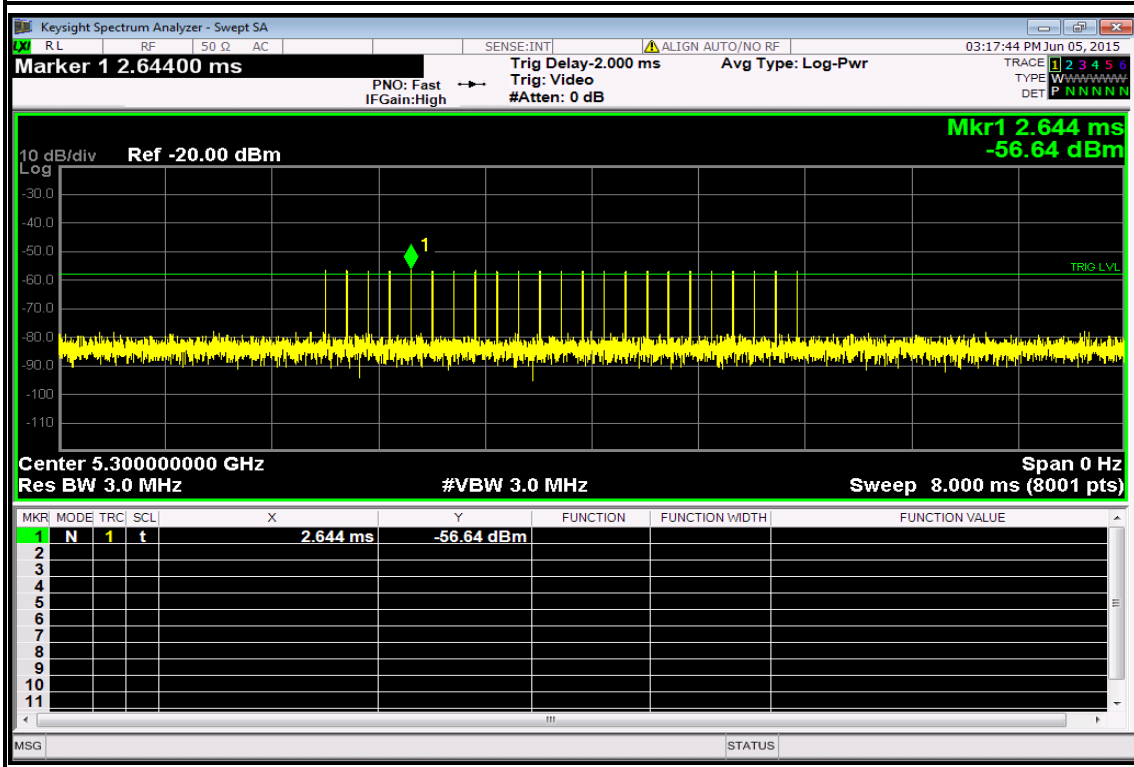 Keysight Spectrum Analyzer - Swept SA
LXI RL RF 50 Ω AC SENSE:INT ALIGN AUTO/NO RF 03:17:44 PM Jun 05, 2015
Marker 1 2.64400 ms
PNO: Fast
IFGain:High
Trig Delay-2.000 ms
Trig: Video
#Atten: 0 dB
Avg Type: Log-Pwr
TRACE 1 2 3 4 5 6
TYPE WWWWWW
DET P N N N N N
Mkr1 2.644 ms
-56.64 dBm
10 dB/div Ref -20.00 dBm
Log
-30.0
-40.0
-50.0
-60.0
-70.0
-80.0
-90.0
-100
-110
1
TRIG LVL
Center 5.300000000 GHz Span 0 Hz
Res BW 3.0 MHz #VBW 3.0 MHz Sweep 8.000 ms (8001 pts)
MKR MODE TRC SCL X Y FUNCTION FUNCTION WIDTH FUNCTION VALUE
1 N 1 t 2.644 ms -56.64 dBm
2
3
4
5
6
7
8
9
10
11
MSG STATUS